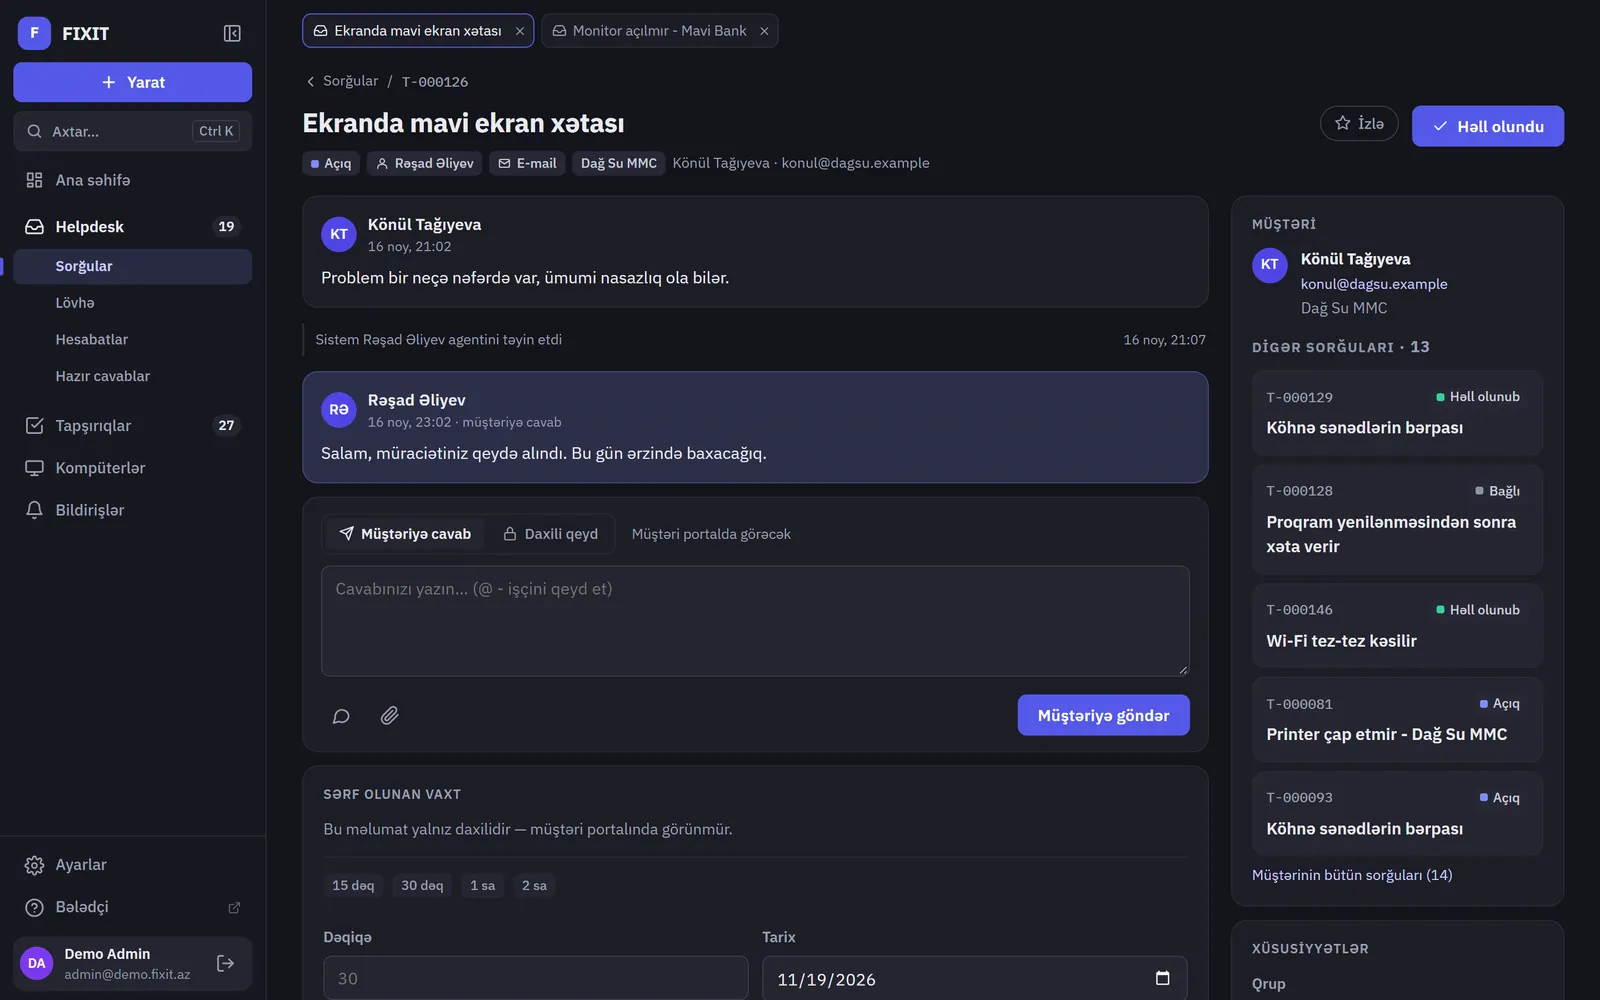 F FIXIT
Yarat
Axtar... Ctrl K
Ana səhifə
Helpdesk 19
Sorğular
Lövhə
Hesabatlar
Hazır cavablar
Tapşırıqlar 27
Kompüterlər
Bildirişlər
Ayarlar
Bələdçi
DA Demo Admin
admin@demo.fixit.az
Ekranda mavi ekran xətası ×
Monitor açılmır - Mavi Bank ×
Sorğular / T-000126
Ekranda mavi ekran xətası
İzlə
Həll olundu
Açıq Rəşad Əliyev E-mail Dağ Su MMC Könül Tağıyeva · konul@dagsu.example
KT Könül Tağıyeva
16 noy, 21:02
Problem bir neçə nəfərdə var, ümumi nasazlıq ola bilər.
Sistem Rəşad Əliyev agentini təyin etdi 16 noy, 21:07
RƏ Rəşad Əliyev
16 noy, 23:02 · müştəriyə cavab
Salam, müraciətiniz qeydə alındı. Bu gün ərzində baxacağıq.
Müştəriyə cavab Daxili qeyd Müştəri portalda görəcək
Cavabınızı yazın... (@ - işçini qeyd et)
Müştəriyə göndər
SƏRF OLUNAN VAXT
Bu məlumat yalnız daxilidir — müştəri portalında görünmür.
15 dəq 30 dəq 1 sa 2 sa
Dəqiqə Tarix
30 11/19/2026
MÜŞTƏRİ
KT Könül Tağıyeva
konul@dagsu.example
Dağ Su MMC
DİGƏR SORĞULARI · 13
T-000129 Həll olunub
Köhnə sənədlərin bərpası
T-000128 Bağlı
Proqram yenilənməsindən sonra
xəta verir
T-000146 Həll olunub
Wi-Fi tez-tez kəsilir
T-000081 Açıq
Printer çap etmir - Dağ Su MMC
T-000093 Açıq
Köhnə sənədlərin bərpası
Müştərinin bütün sorğuları (14)
XÜSUSİYYƏTLƏR
Qrup